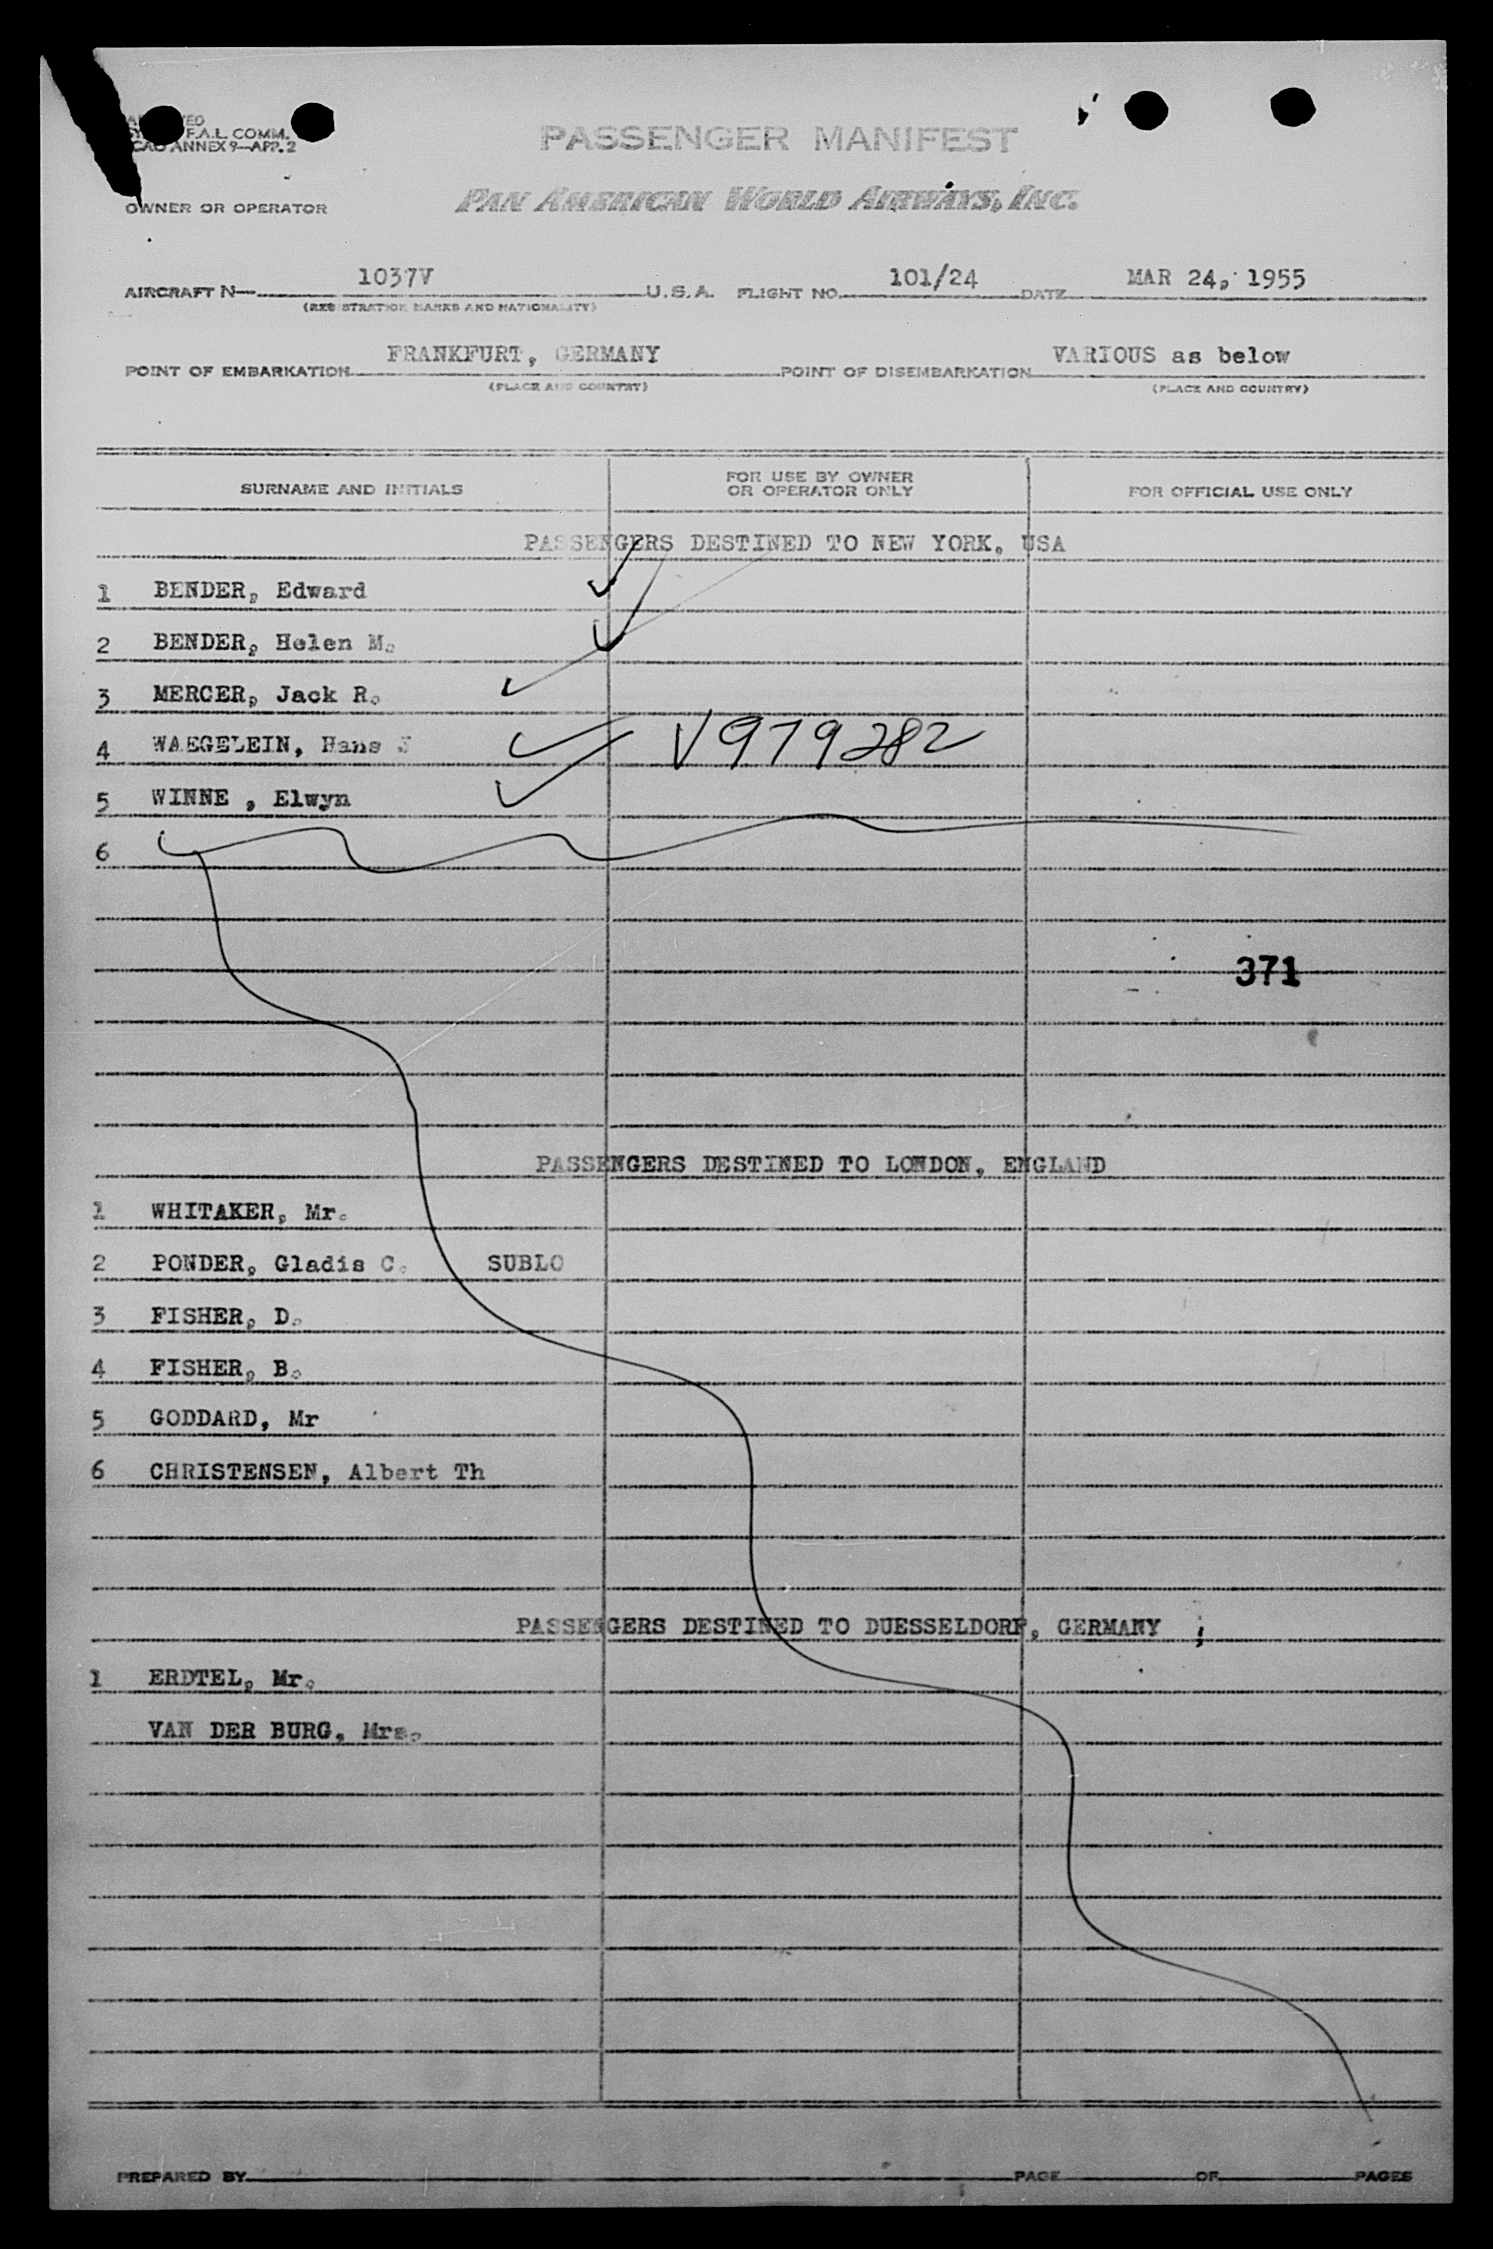 F.A.L. COMM.
ICAO ANNEX 9—APP. 2
PASSENGER MANIFEST
OWNER OR OPERATOR PAN AMERICAN WORLD AIRWAYS, INC.
AIRCRAFT N— 1037V U.S.A. FLIGHT NO. 101/24 DATE MAR 24, 1955
(REGISTRATION MARKS AND NATIONALITY)
POINT OF EMBARKATION FRANKFURT, GERMANY POINT OF DISEMBARKATION VARIOUS as below
(PLACE AND COUNTRY) (PLACE AND COUNTRY)
SURNAME AND INITIALS FOR USE BY OWNER OR OPERATOR ONLY FOR OFFICIAL USE ONLY
PASSENGERS DESTINED TO NEW YORK, USA
1 BENDER, Edward
2 BENDER, Helen M.
3 MERCER, Jack R.
4 WAEGELEIN, Hans J V979282
5 WINNE , Elwyn
6
371
PASSENGERS DESTINED TO LONDON, ENGLAND
1 WHITAKER, Mr.
2 PONDER, Gladis C. SUBLO
3 FISHER, D.
4 FISHER, B.
5 GODDARD, Mr
6 CHRISTENSEN, Albert Th
PASSENGERS DESTINED TO DUESSELDORF, GERMANY ;
1 ERDTEL, Mr.
VAN DER BURG, Mrs.
PREPARED BY PAGE OF PAGES